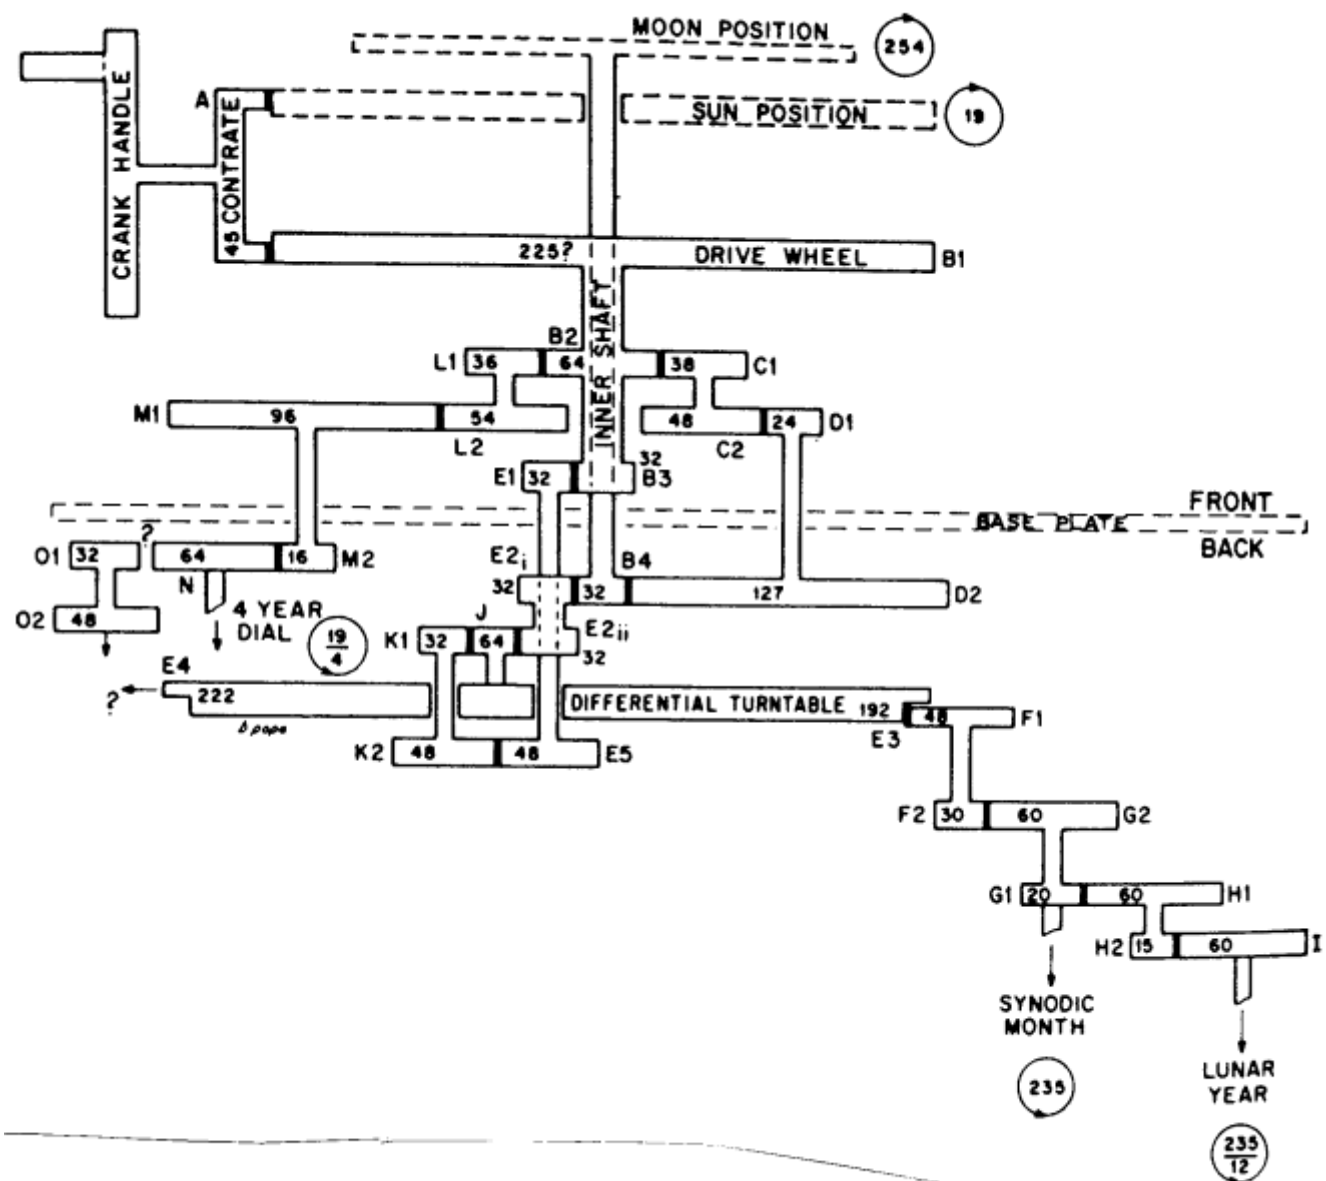 MOON POSITION
254
A
CRANK HANDLE
45 CONTRATE
SUN POSITION
19
225?
DRIVE WHEEL
B1
INNER SHAFT
B2
L1
36
64
38
C1
M1
96
54
48
24
D1
L2
C2
32
E1
32
B3
FRONT
BASE PLATE
?
BACK
O1
32
64
16
M2
E2i
B4
N
32
32
127
D2
O2
48
4 YEAR
DIAL
19
4
J
K1
32
64
E2ii
32
E4
?
222
DIFFERENTIAL TURNTABLE
192
48
F1
E3
K2
48
48
E5
F2
30
60
G2
G1
20
60
H1
H2
15
60
I
SYNODIC
MONTH
235
LUNAR
YEAR
235
12